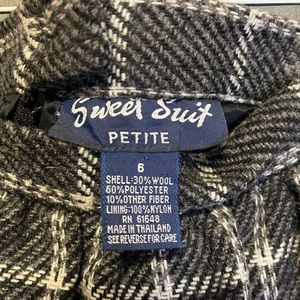 Sweet Suit
PETITE
6
SHELL:30%WOOL
60%POLYESTER
10%OTHER FIBER
LINING:100%NYLON
RN 61648
MADE IN THAILAND
SEE REVERSE FOR CARE